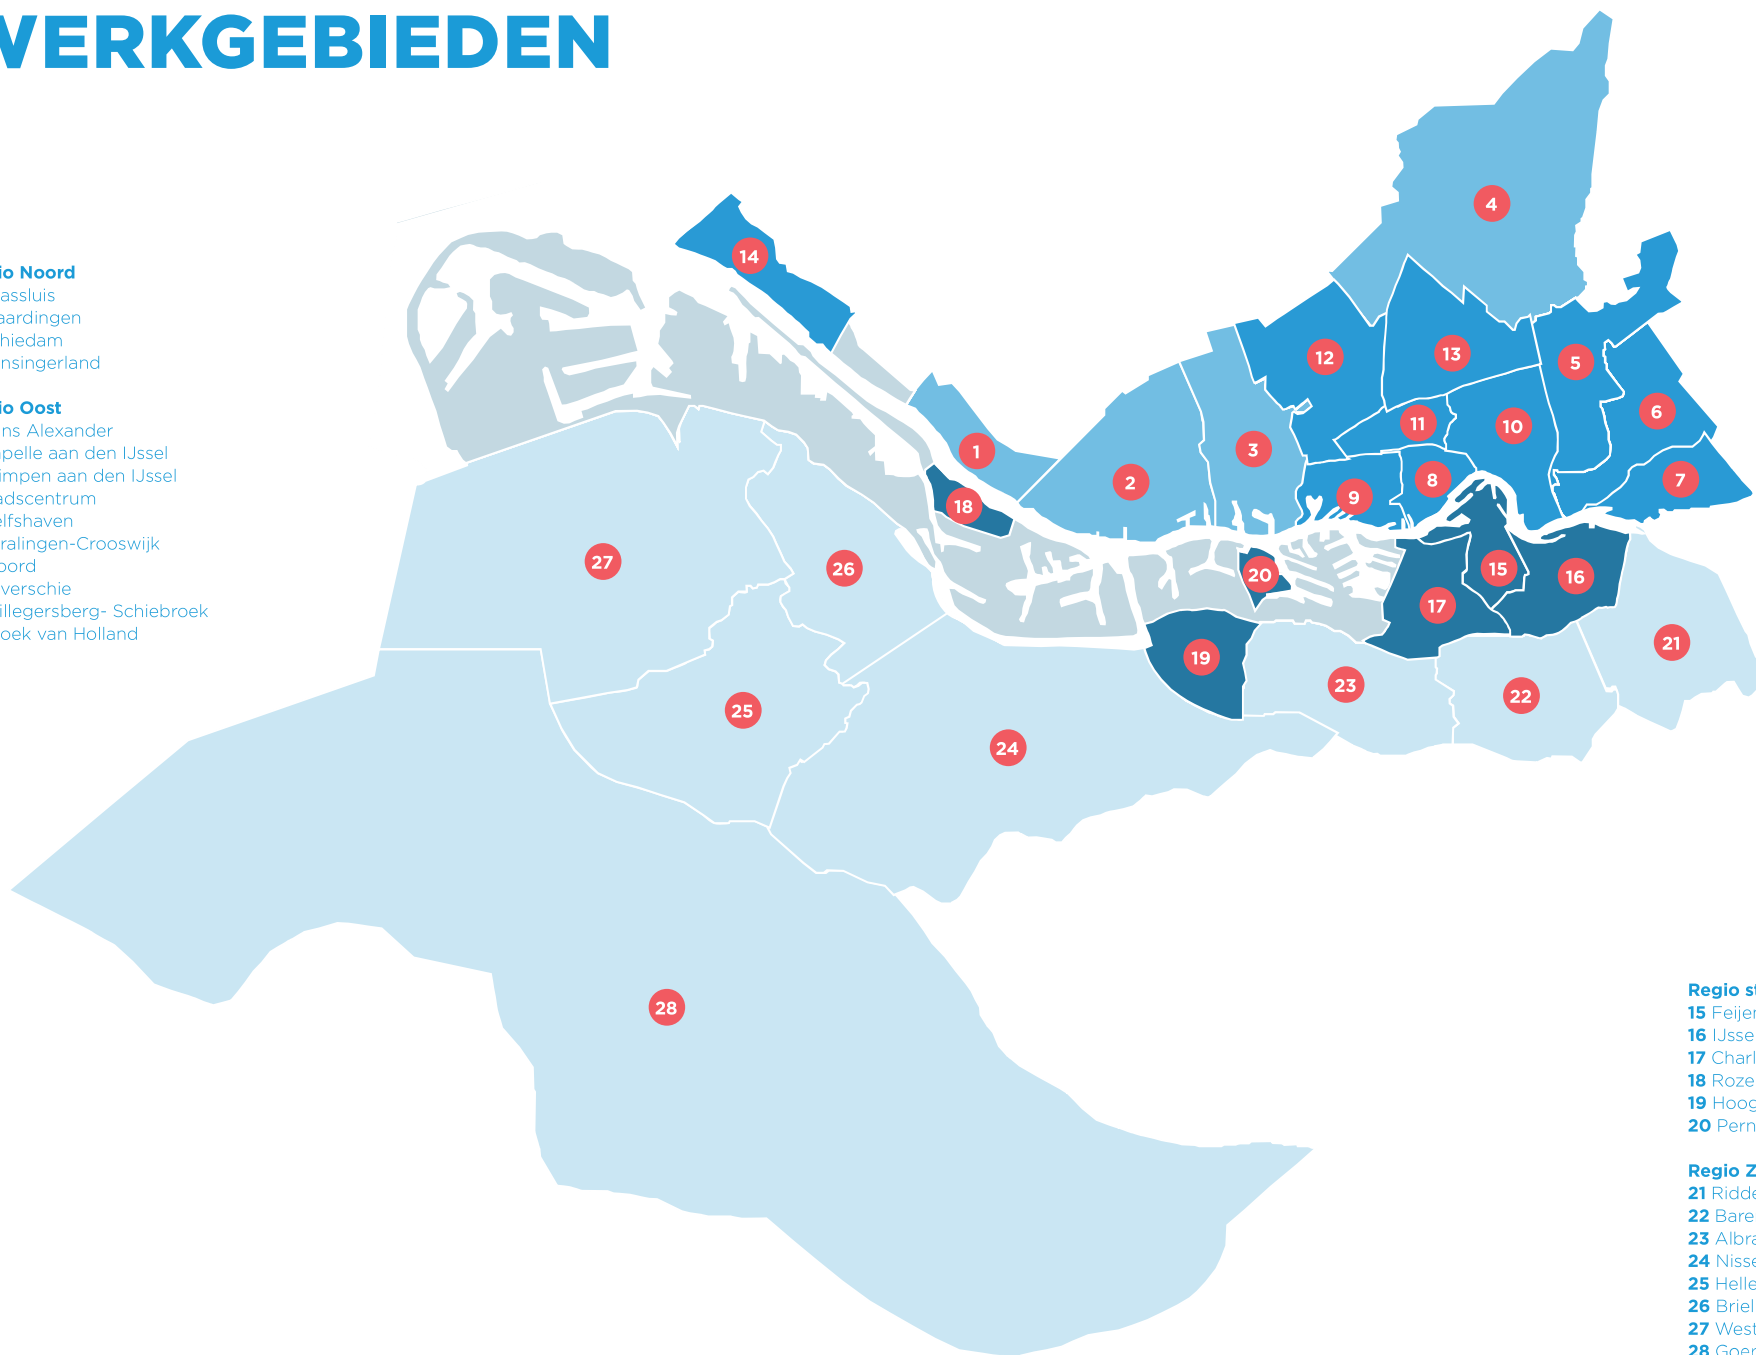 WERKGEBIEDEN
io Noord
assluis
aardingen
hiedam
nsingerland
io Oost
ns Alexander
pelle aan den IJssel
impen aan den IJssel
adscentrum
elfshaven
ralingen-Crooswijk
oord
verschie
illegersberg- Schiebroek
oek van Holland
4
14
12
13
5
6
11
10
1
3
2
8
7
9
18
27
26
20
15
16
17
21
19
23
22
25
24
28
Regio st
15 Feijer
16 IJsse
17 Charl
18 Roze
19 Hoog
20 Pern
Regio Z
21 Ridde
22 Bare
23 Albra
24 Nisse
25 Helle
26 Briel
27 West
28 Goer